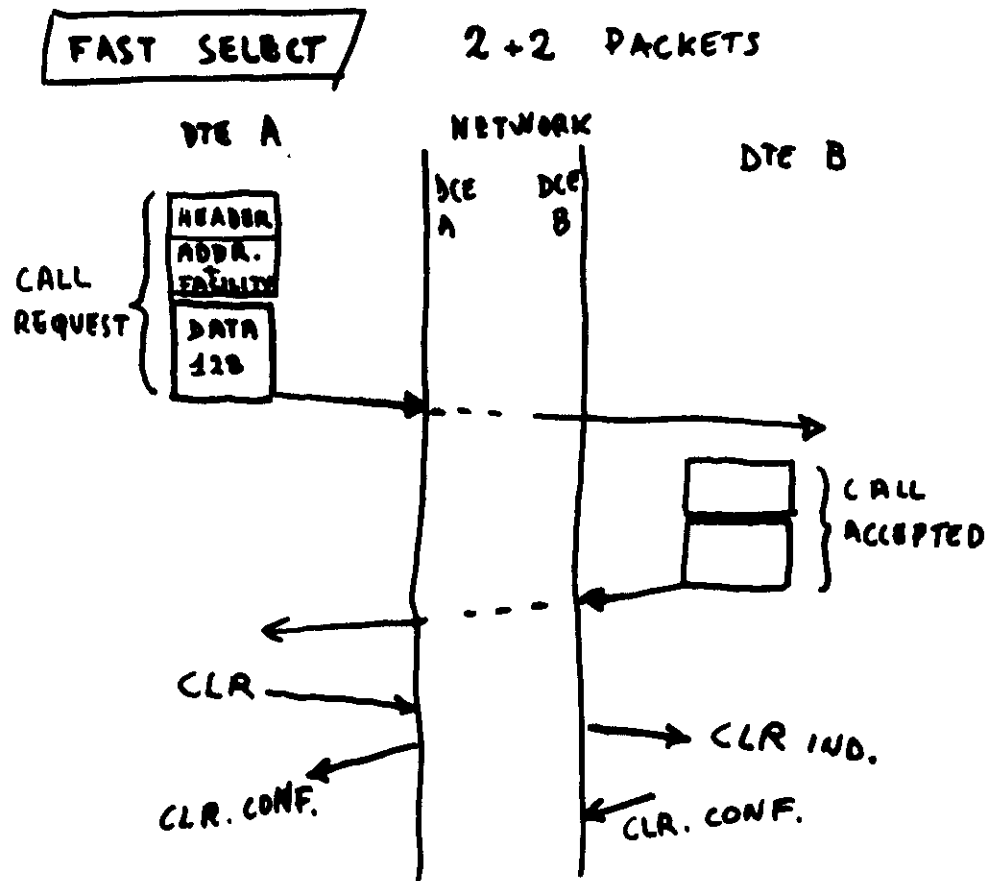 FAST SELECT
2+2 PACKETS
DTE A
NETWORK
DTE B
DCE
A
DCE
B
CALL
REQUEST
HEADER
ADDR.
+
FACILITY
DATA
128
CALL
ACCEPTED
CLR
CLR IND.
CLR. CONF.
CLR. CONF.